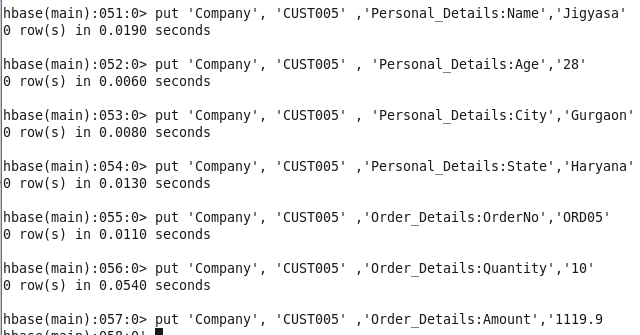 hbase(main):051:0> put 'Company', 'CUST005' ,'Personal_Details:Name','Jigyasa'
0 row(s) in 0.0190 seconds
hbase(main):052:0> put 'Company', 'CUST005' , 'Personal_Details:Age','28'
0 row(s) in 0.0060 seconds
hbase(main):053:0> put 'Company', 'CUST005' , 'Personal_Details:City','Gurgaon'
0 row(s) in 0.0080 seconds
hbase(main):054:0> put 'Company', 'CUST005' ,'Personal_Details:State','Haryana'
0 row(s) in 0.0130 seconds
hbase(main):055:0> put 'Company', 'CUST005' ,'Order_Details:OrderNo','ORD05'
0 row(s) in 0.0110 seconds
hbase(main):056:0> put 'Company', 'CUST005' ,'Order_Details:Quantity','10'
0 row(s) in 0.0540 seconds
hbase(main):057:0> put 'Company', 'CUST005' ,'Order_Details:Amount','1119.9
hbase(main):058:0'